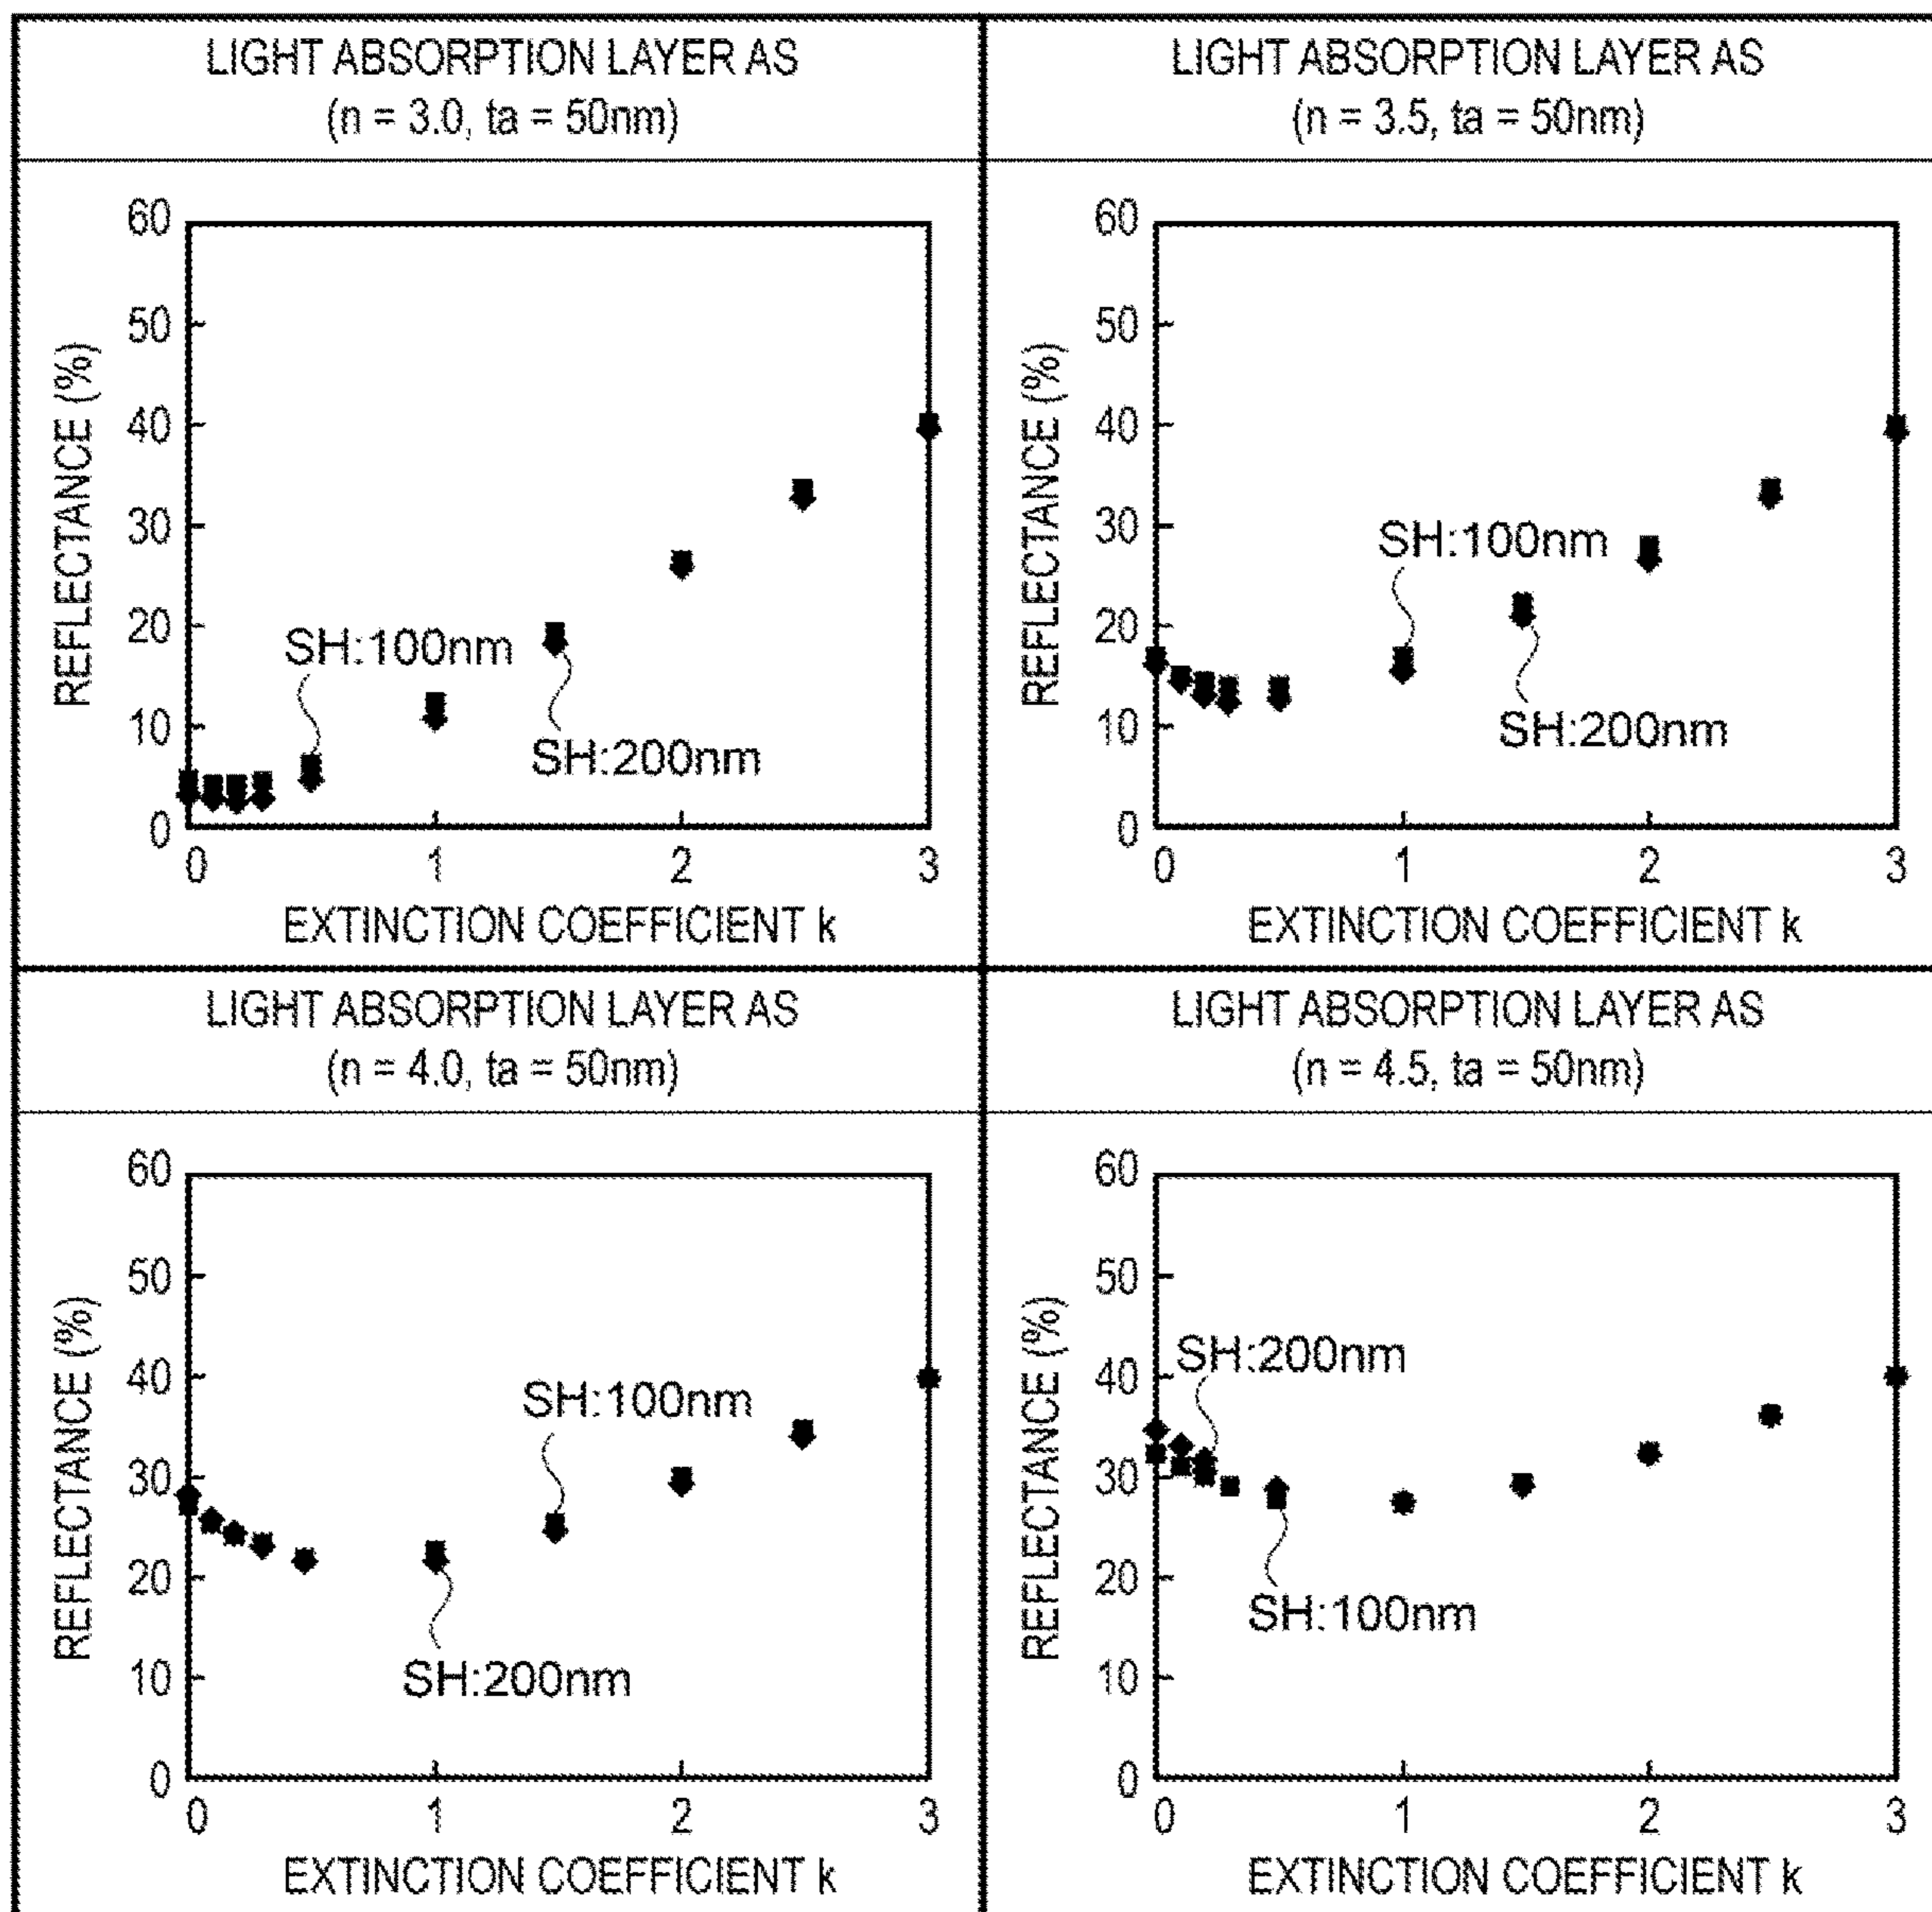 LIGHT ABSORPTION LAYER AS
(n = 3.0, ta = 50nm)
60
50
40
30
20
10
0
REFLECTANCE (%)
SH:100nm
SH:200nm
0 1 2 3
EXTINCTION COEFFICIENT k
LIGHT ABSORPTION LAYER AS
(n = 3.5, ta = 50nm)
60
50
40
30
20
10
0
REFLECTANCE (%)
SH:100nm
SH:200nm
0 1 2 3
EXTINCTION COEFFICIENT k
LIGHT ABSORPTION LAYER AS
(n = 4.0, ta = 50nm)
60
50
40
30
20
10
0
REFLECTANCE (%)
SH:100nm
SH:200nm
0 1 2 3
EXTINCTION COEFFICIENT k
LIGHT ABSORPTION LAYER AS
(n = 4.5, ta = 50nm)
60
50
40
30
20
10
0
REFLECTANCE (%)
SH:200nm
SH:100nm
0 1 2 3
EXTINCTION COEFFICIENT k